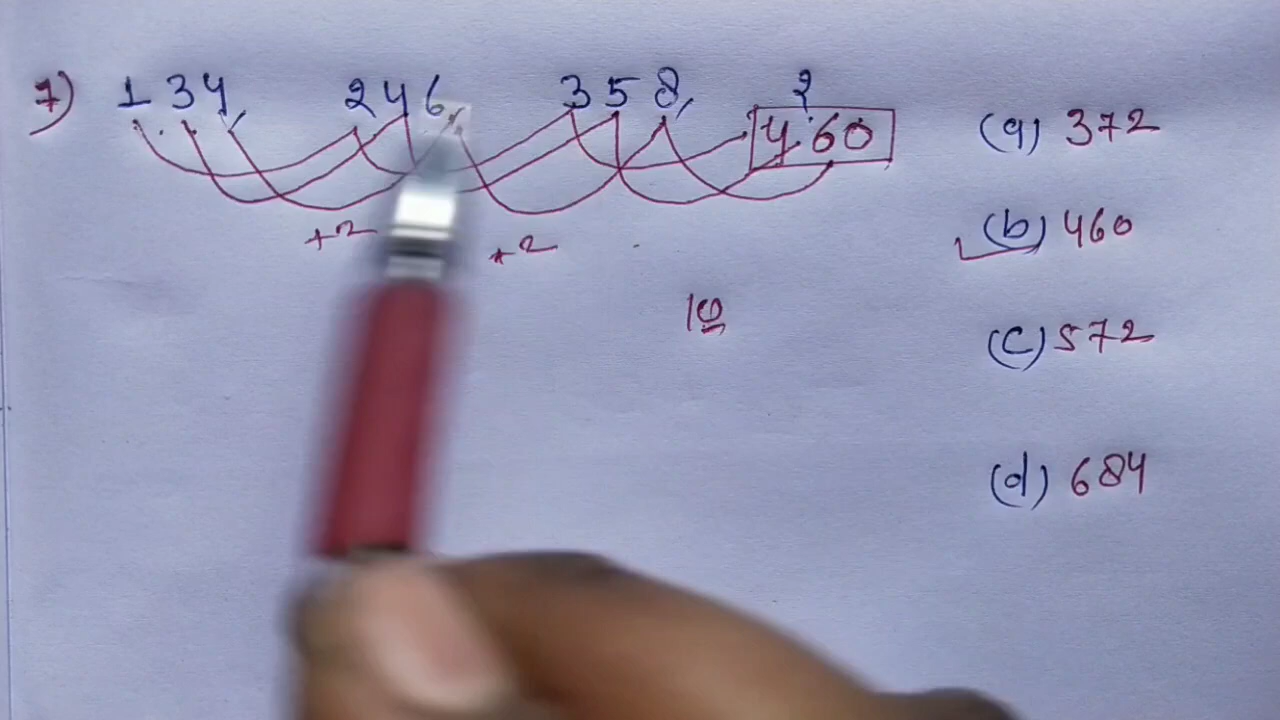 7) 134, 246, 358, ?
460
+2 +2
10
(a) 372
(b) 460
(c) 572
(d) 684